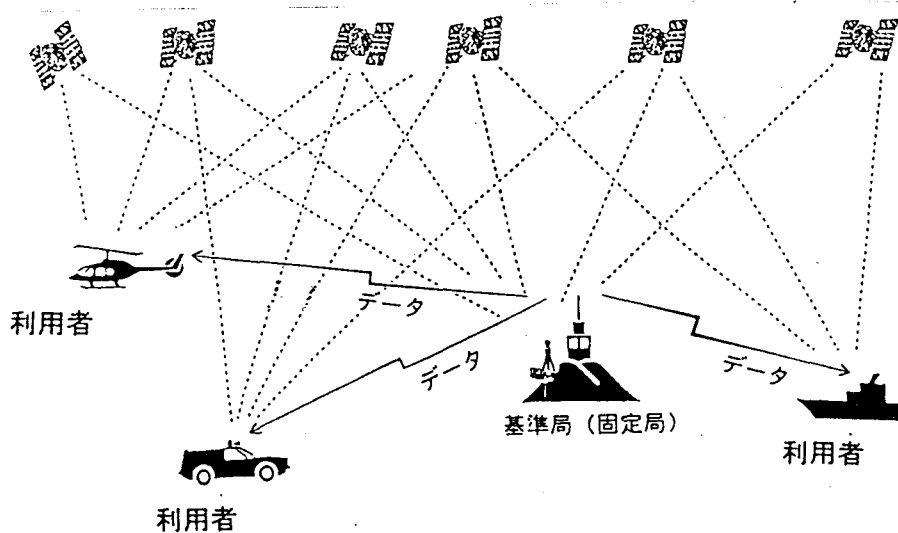 利用者
データ
データ
データ
基準局(固定局)
利用者
利用者